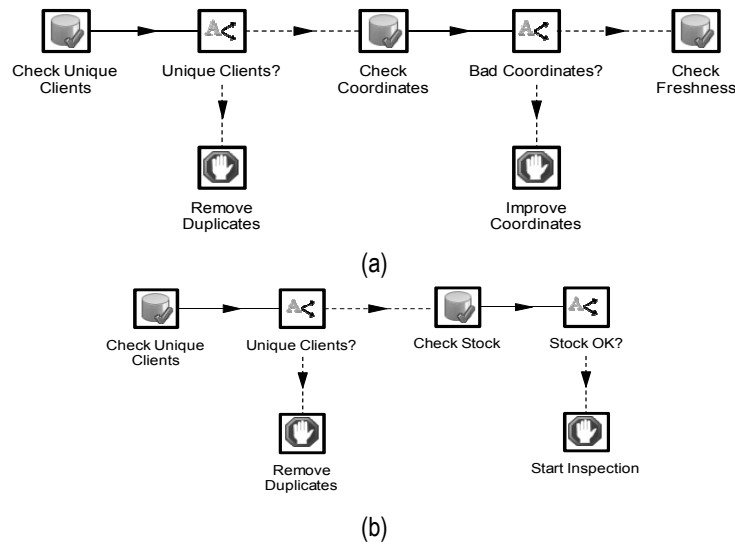 Check Unique Clients
Unique Clients?
Check Coordinates
Bad Coordinates?
Check Freshness
Remove Duplicates
Improve Coordinates
(a)
Check Unique Clients
Unique Clients?
Check Stock
Stock OK?
Remove Duplicates
Start Inspection
(b)